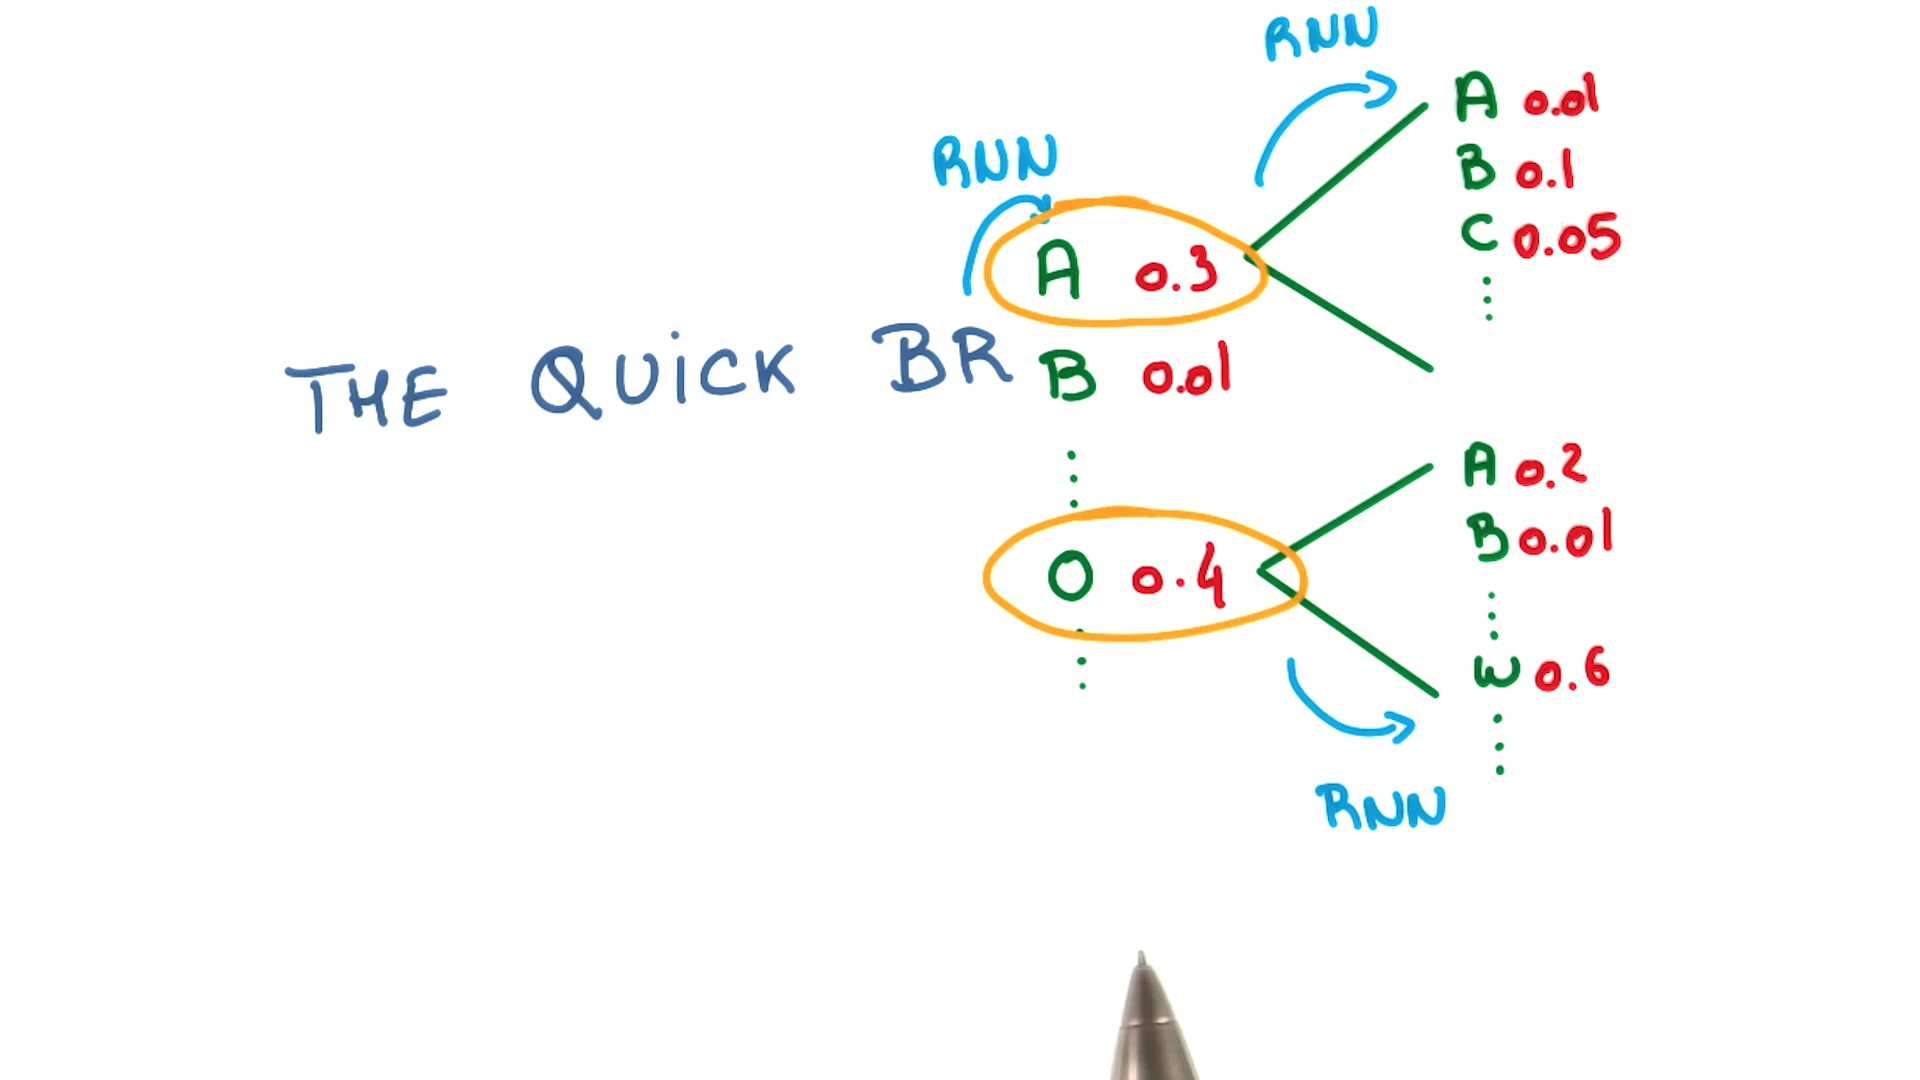 RNN
A 0.01
RNN
B 0.1
C 0.05
A 0.3
THE QUICK BR B 0.01
A 0.2
B 0.01
O 0.4
W 0.6
RNN